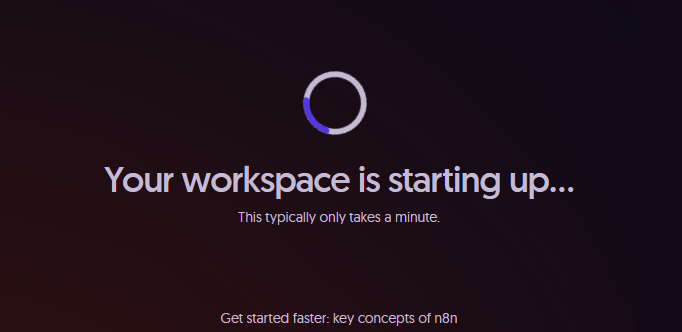 Your workspace is starting up...
This typically only takes a minute.
Get started faster: key concepts of n8n